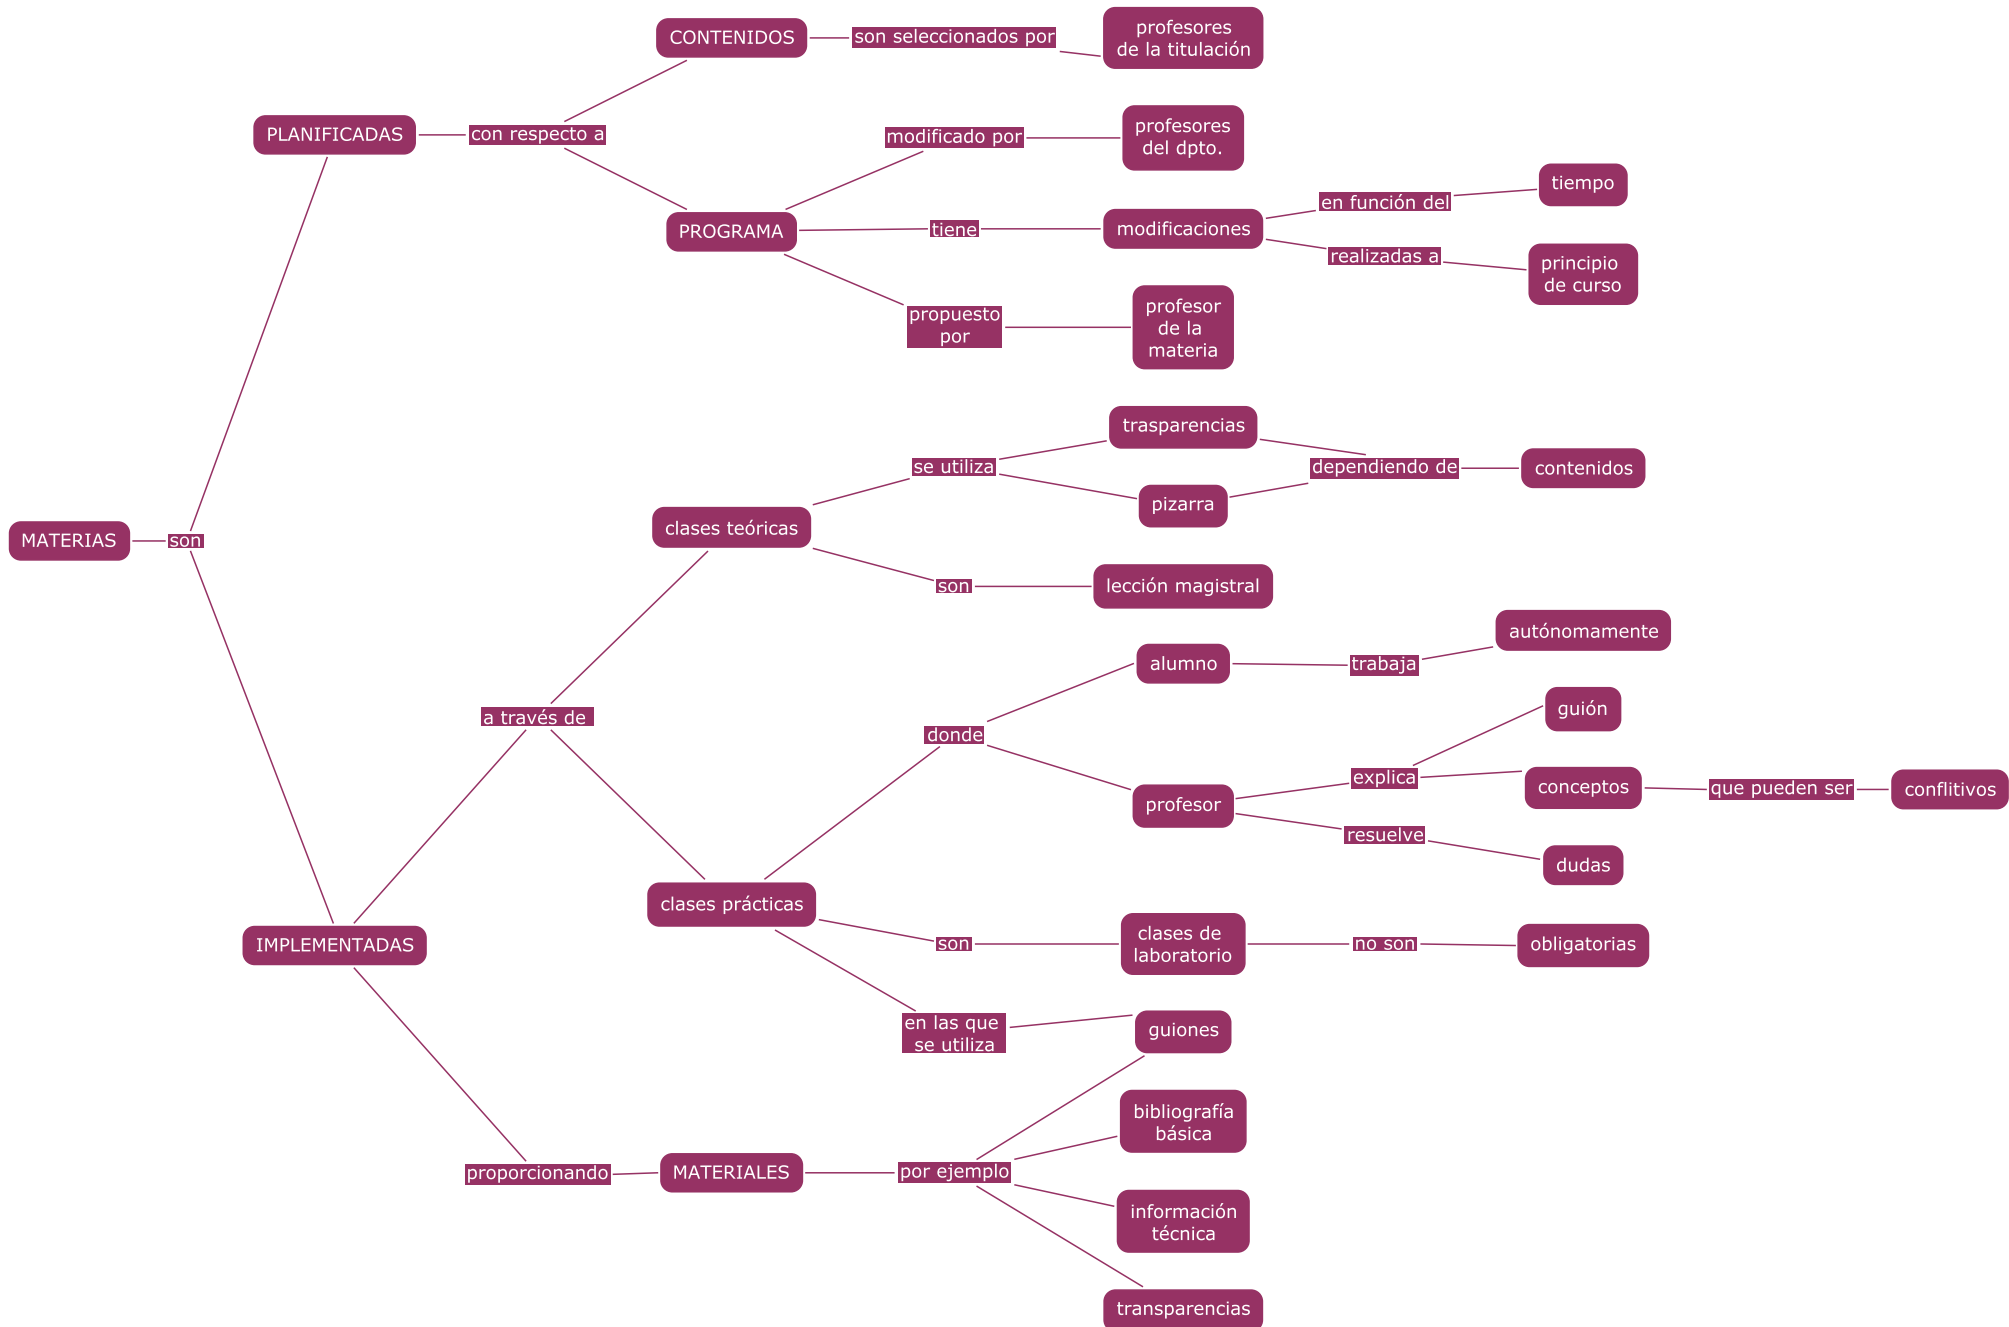 CONTENIDOS
son seleccionados por
profesores
de la titulación
PLANIFICADAS
con respecto a
modificado por
profesores
del dpto.
PROGRAMA
tiene
modificaciones
en función del
tiempo
realizadas a
principio
de curso
propuesto
por
profesor
de la
materia
MATERIAS
son
clases teóricas
se utiliza
trasparencias
pizarra
dependiendo de
contenidos
son
lección magistral
a través de
donde
alumno
trabaja
autónomamente
profesor
explica
guión
conceptos
que pueden ser
conflitivos
resuelve
dudas
clases prácticas
son
clases de
laboratorio
no son
obligatorias
IMPLEMENTADAS
en las que
se utiliza
guiones
proporcionando
MATERIALES
por ejemplo
bibliografía
básica
información
técnica
transparencias